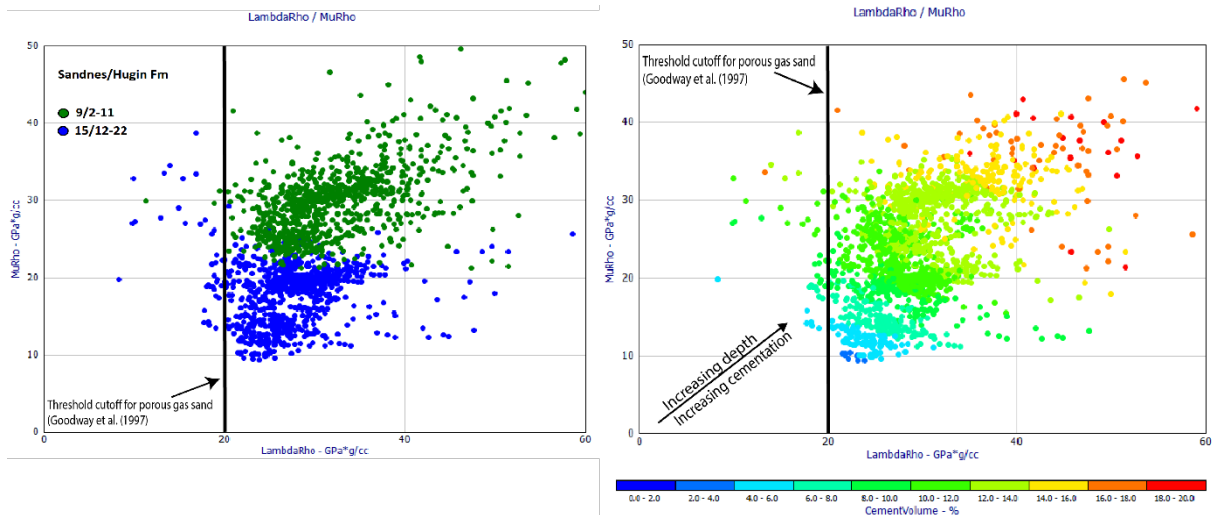 LambdaRho / MuRho
50
40
30
20
10
0
MuRho - GPa*g/cc
Sandnes/Hugin Fm
9/2-11
15/12-22
Threshold cutoff for porous gas sand
(Goodway et al. (1997)
0
20
40
60
LambdaRho - GPa*g/cc
LambdaRho / MuRho
50
40
30
20
10
0
MuRho - GPa*g/cc
Threshold cutoff for porous gas sand
(Goodway et al. (1997)
Increasing depth
Increasing cementation
0
20
40
60
LambdaRho - GPa*g/cc
0.0 - 2.0
2.0 - 4.0
4.0 - 6.0
6.0 - 8.0
8.0 - 10.0
10.0 - 12.0
12.0 - 14.0
14.0 - 16.0
16.0 - 18.0
18.0 - 20.0
CementVolume - %